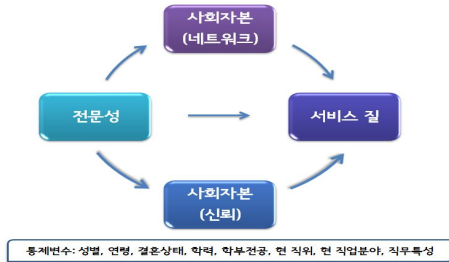 사회자본
(네트워크)
전문성
서비스 질
사회자본
(신뢰)
통제변수: 성별, 연령, 결혼상태, 학력, 학부전공, 현 직위, 현 직업분야, 직무특성